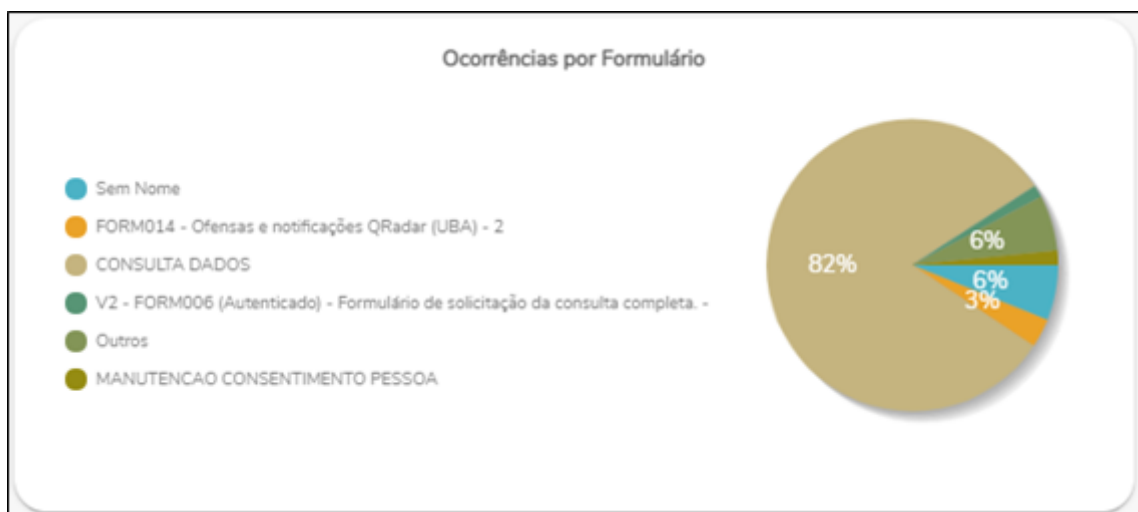 Ocorrências por Formulário
Sem Nome
FORM014 - Ofensas e notificações QRadar (UBA) - 2
CONSULTA DADOS
V2 - FORM006 (Autenticado) - Formulário de solicitação da consulta completa. -
Outros
MANUTENCAO CONSENTIMENTO PESSOA
6%
82%
6%
3%